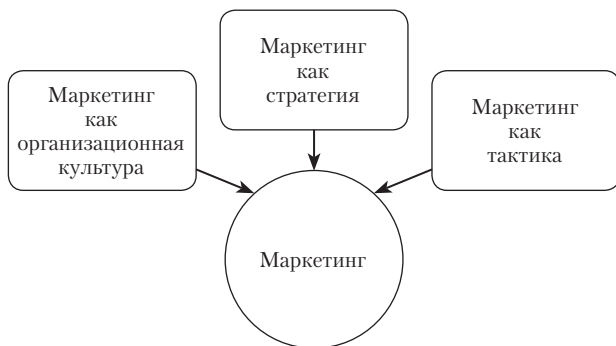 Маркетинг
как
организационная
культура
Маркетинг
как
стратегия
Маркетинг
как
тактика
Маркетинг